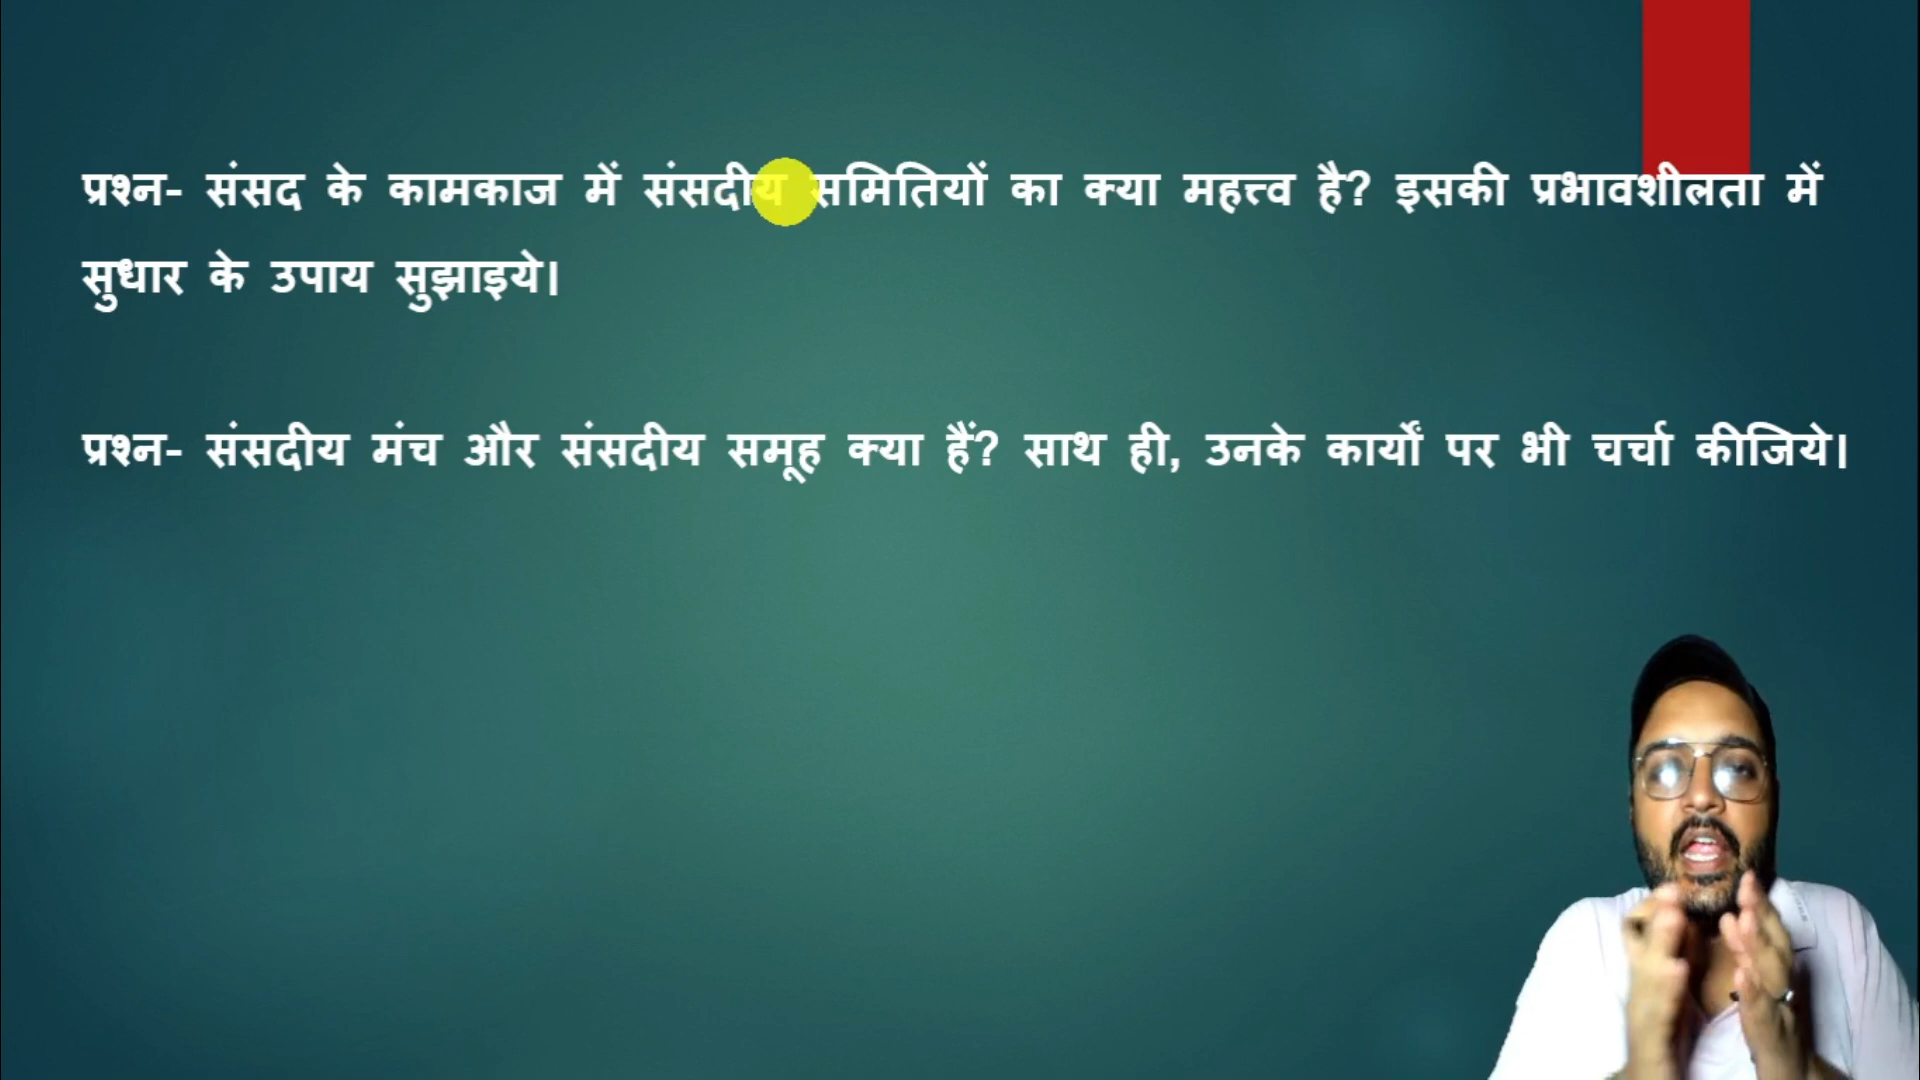 प्रश्न- संसद के कामकाज में संसदीय समितियों का क्या महत्त्व है? इसकी प्रभावशीलता में
सुधार के उपाय सुझाइये।
प्रश्न- संसदीय मंच और संसदीय समूह क्या हैं? साथ ही, उनके कार्यों पर भी चर्चा कीजिये।